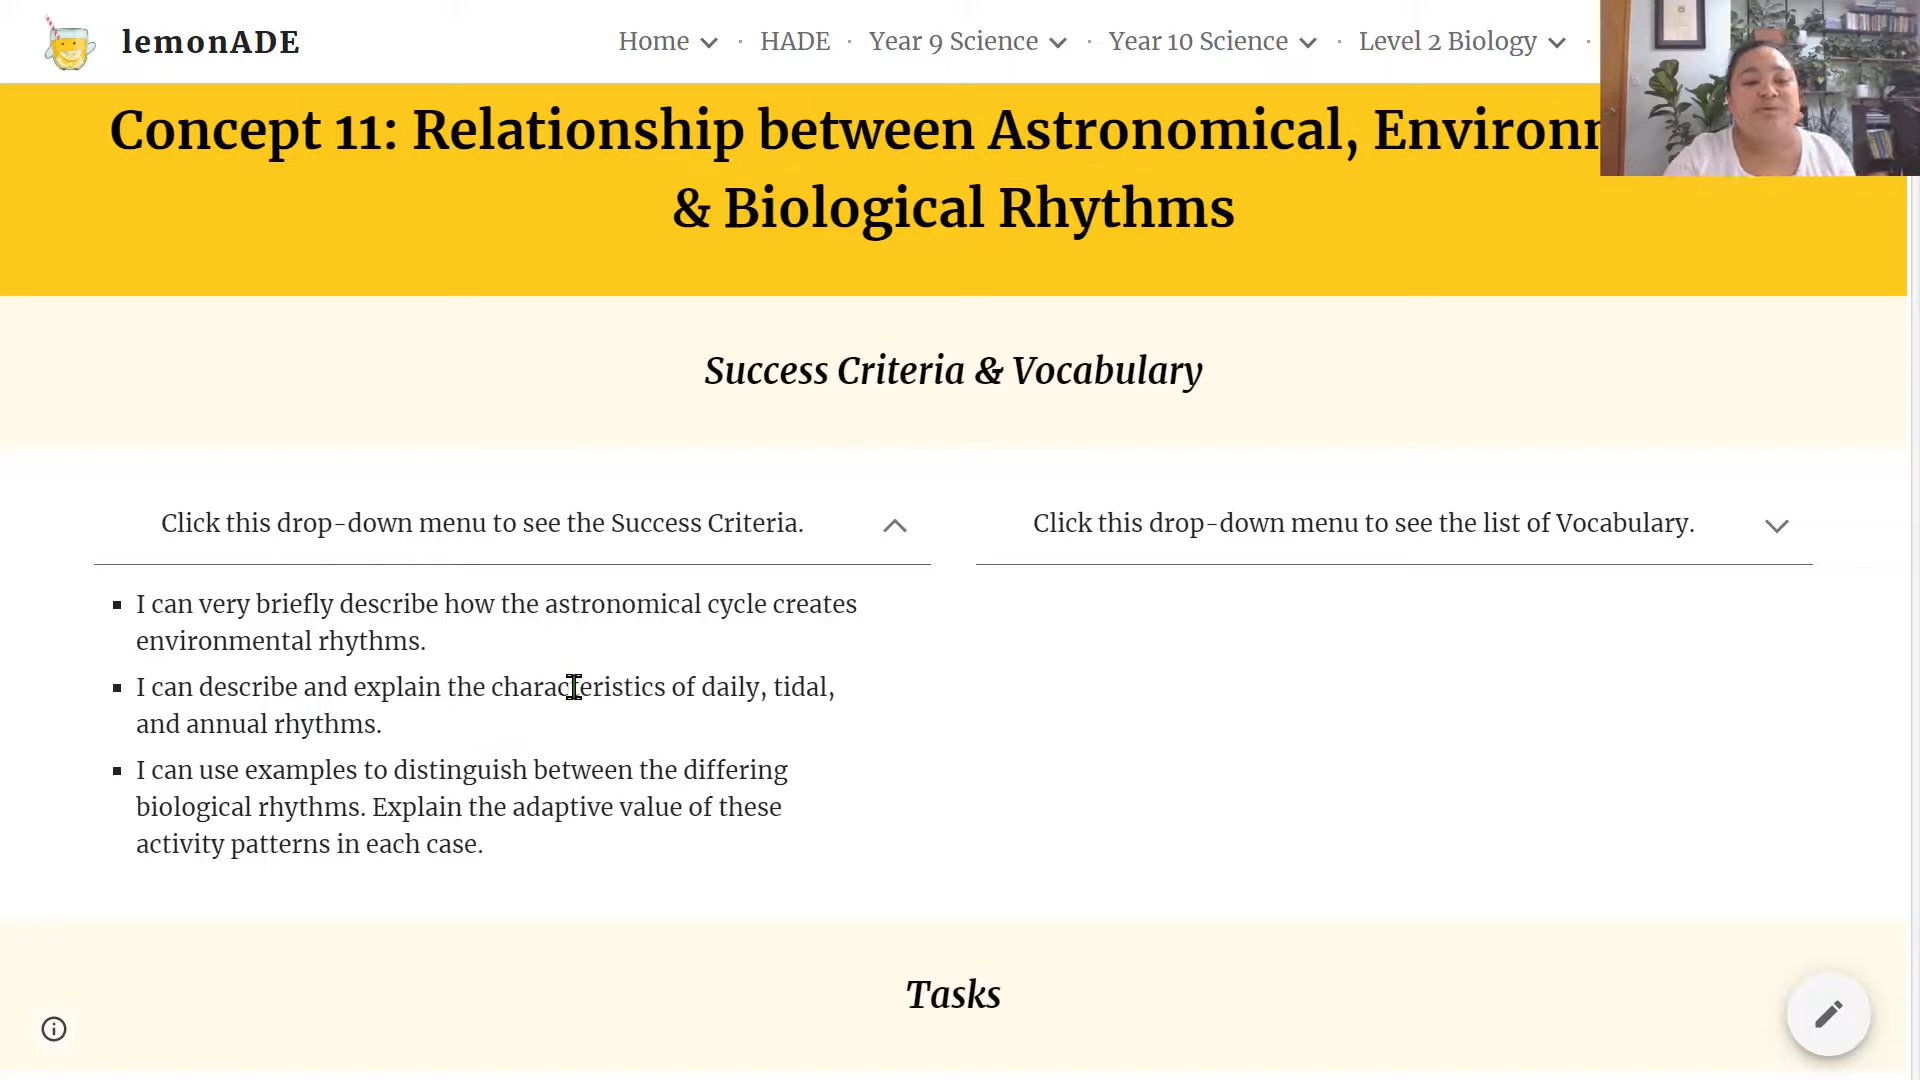 lemonADE
Home · HADE · Year 9 Science · Year 10 Science · Level 2 Biology ·
Concept 11: Relationship between Astronomical,
& Biological Rhythms
Success Criteria & Vocabulary
Click this drop-down menu to see the Success Criteria.
Click this drop-down menu to see the list of Vocabulary.
▪ I can very briefly describe how the astronomical cycle creates
environmental rhythms.
▪ I can describe and explain the characteristics of daily, tidal,
and annual rhythms.
▪ I can use examples to distinguish between the differing
biological rhythms. Explain the adaptive value of these
activity patterns in each case.
Tasks